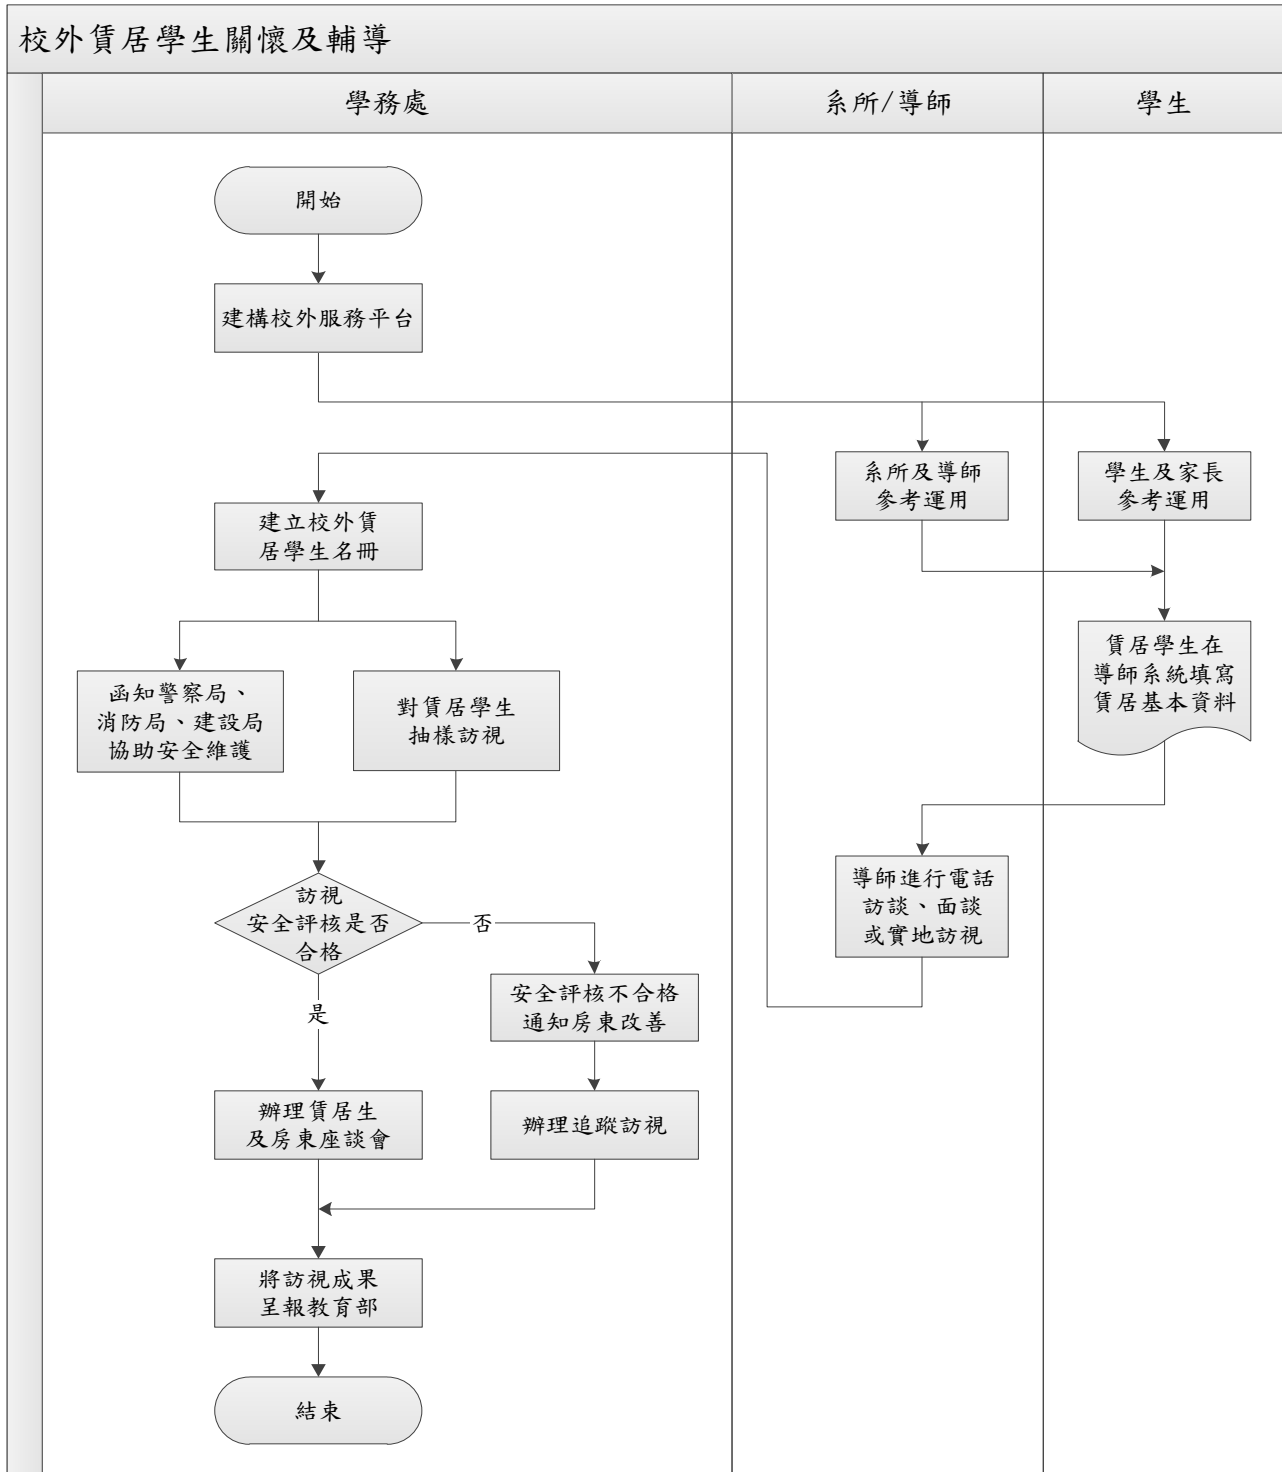 校外賃居學生關懷及輔導
學務處
系所/導師
學生
開始
建構校外服務平台
系所及導師
參考運用
學生及家長
參考運用
建立校外賃
居學生名冊
賃居學生在
導師系統填寫
賃居基本資料
函知警察局、
消防局、建設局
協助安全維護
對賃居學生
抽樣訪視
導師進行電話
訪談、面談
或實地訪視
訪視
安全評核是否
合格
否
是
安全評核不合格
通知房東改善
辦理賃居生
及房東座談會
辦理追蹤訪視
將訪視成果
呈報教育部
結束